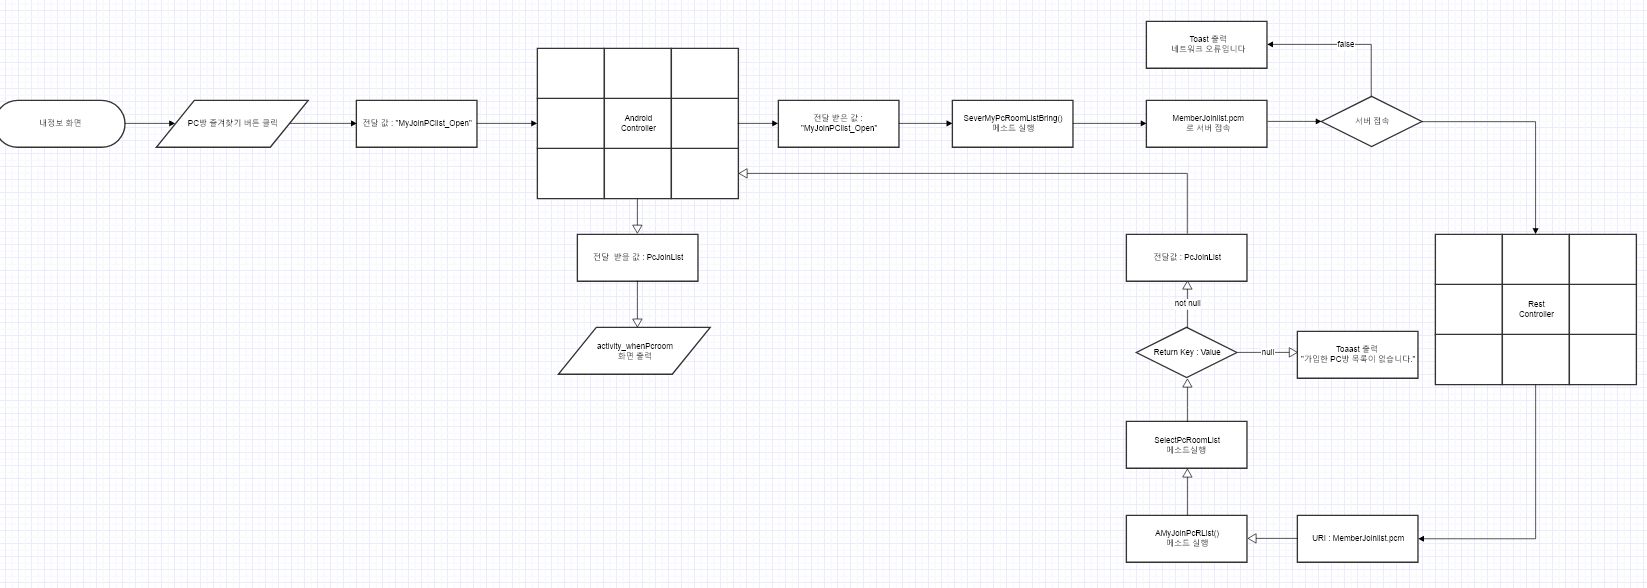 Toast 출력
네트워크 오류입니다
false
내정보 화면
PC방 즐겨찾기 버튼 클릭
전달 값 : "MyJoinPClist_Open"
Android
Controller
전달 받은 값 :
"MyJoinPClist_Open"
SeverMyPcRoomListBring()
메소트 실행
MemberJoinlist.pcm
로 서버 접속
서버 접속
전달 받을 값 : PcJoinList
전달값 : PcJoinList
not null
Rest
Controller
activity_whenPcroom
화면 출력
Return Key : Value
null
Toaast 출력
"가입한 PC방 목록이 없습니다."
SelectPcRoomList
메소트실행
AMyJoinPcRList()
메소트 실행
URI : MemberJoinlist.pcm